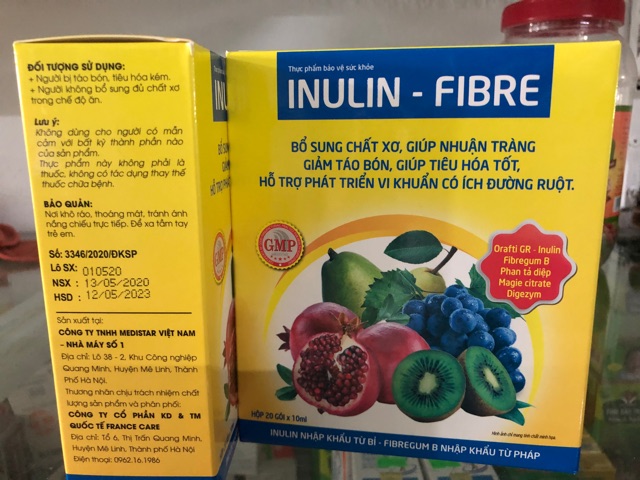 ĐỐI TƯỢNG SỬ DỤNG:
+ Người bị táo bón, tiêu hóa kém.
+ Người không bổ sung đủ chất xơ
trong chế độ ăn.
Lưu ý:
Không dùng cho người có mẫn
cảm với bất kỳ thành phần nào
của sản phẩm.
Thực phẩm này không phải là
thuốc, không có tác dụng thay thế
thuốc chữa bệnh.
BẢO QUẢN:
Nơi khô ráo, thoáng mát, tránh ánh
nắng chiếu trực tiếp. Để xa tầm tay
trẻ em.
Số: 3346/2020/ĐKSP
Lô SX: 010520
NSX : 13/05/2020
HSD : 12/05/2023
Sản xuất tại:
CÔNG TY TNHH MEDISTAR VIỆT NAM
- NHÀ MÁY SỐ 1
Địa chỉ: Lô 38 - 2, Khu Công nghiệp
Quang Minh, Huyện Mê Linh, Thành
Phố Hà Nội.
Thương nhân chịu trách nhiệm chất
lượng sản phẩm và phân phối:
CÔNG TY CỔ PHẦN KD & TM
QUỐC TẾ FRANCE CARE
Địa chỉ: Tổ 6, Thị Trấn Quang Minh,
Huyện Mê Linh, Thành phố Hà Nội
Điện thoại: 0962.16.1986
Thực phẩm bảo vệ sức khỏe
INULIN - FIBRE
BỔ SUNG CHẤT XƠ, GIÚP NHUẬN TRÀNG
GIẢM TÁO BÓN, GIÚP TIÊU HÓA TỐT,
HỖ TRỢ PHÁT TRIỂN VI KHUẨN CÓ ÍCH ĐƯỜNG RUỘT.
GMP
Orafti GR - Inulin
Fibregum B
Phan tả diệp
Magie citrate
Digezym
HỘP 20 GÓI x 10ml
Hình ảnh chỉ mang tính chất minh họa.
INULIN NHẬP KHẨU TỪ BỈ - FIBREGUM B NHẬP KHẨU TỪ PHÁP